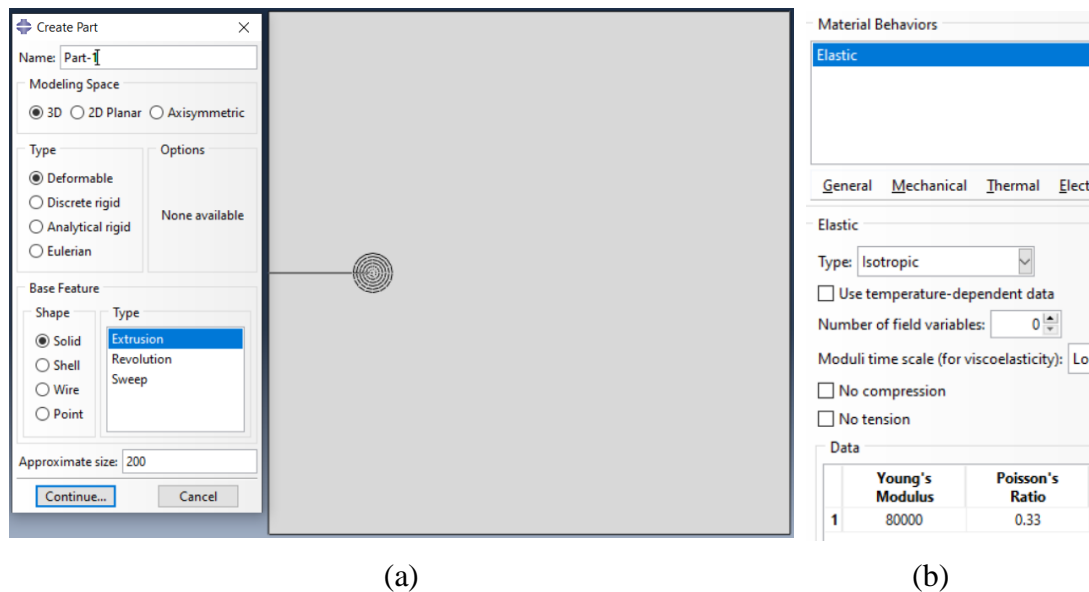 Create Part
Name: Part-1
Modeling Space
3D 2D Planar Axisymmetric
Type
Deformable
Discrete rigid
Analytical rigid
Eulerian
Options
None available
Base Feature
Shape
Solid
Shell
Wire
Point
Type
Extrusion
Revolution
Sweep
Approximate size: 200
Continue... Cancel
(a)
Material Behaviors
Elastic
General Mechanical Thermal Elect
Elastic
Type: Isotropic
Use temperature-dependent data
Number of field variables: 0
Moduli time scale (for viscoelasticity): Lo
No compression
No tension
Data
Young's Poisson's
Modulus Ratio
1 80000 0.33
(b)